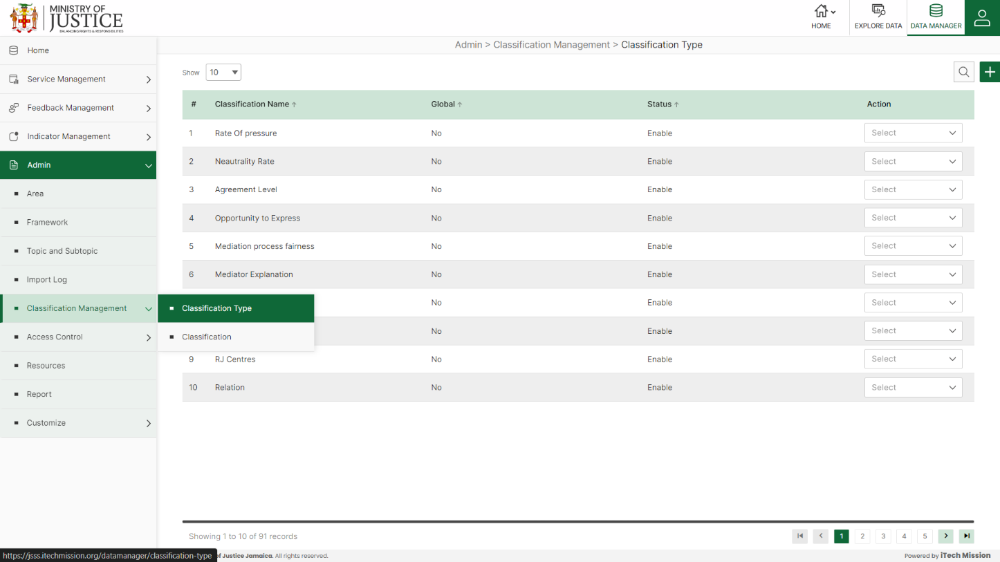 MINISTRY OF
JUSTICE
BALANCING RIGHTS & RESPONSIBILITIES
HOME
EXPLORE DATA
DATA MANAGER
Home
Service Management
Feedback Management
Indicator Management
Admin
Area
Framework
Topic and Subtopic
Import Log
Classification Management
Access Control
Resources
Report
Customize
Classification Type
Classification
Admin > Classification Management > Classification Type
Show 10
# Classification Name ↑ Global ↑ Status ↑ Action
1 Rate Of pressure No Enable Select
2 Neautrality Rate No Enable Select
3 Agreement Level No Enable Select
4 Opportunity to Express No Enable Select
5 Mediation process fairness No Enable Select
6 Mediator Explanation No Enable Select
No Enable Select
No Enable Select
9 RJ Centres No Enable Select
10 Relation No Enable Select
Showing 1 to 10 of 91 records
1 2 3 4 5
https://jsss.itechmission.org/datamanager/classification-type
of Justice Jamaica. All rights reserved.
Powered by iTech Mission